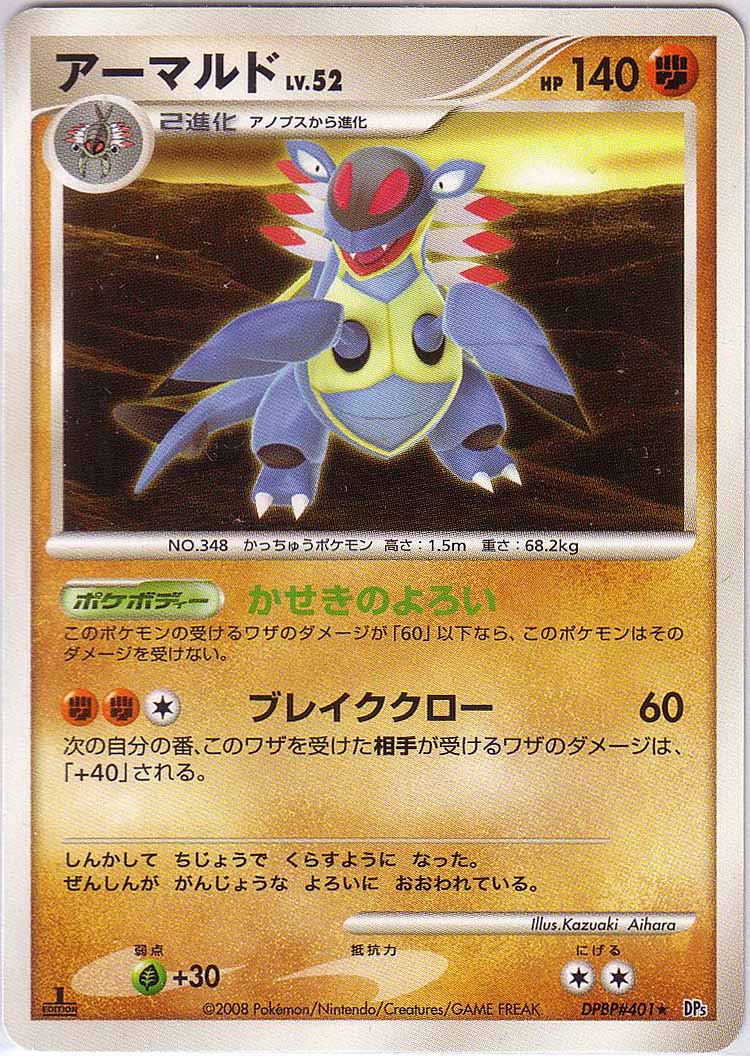 アーマルド LV.52 HP 140
2進化 アノプスから進化
NO.348 かっちゅうポケモン 高さ:1.5m 重さ:68.2kg
ポケボディー かせきのよろい
このポケモンの受けるワザのダメージが「60」以下なら、このポケモンはその
ダメージを受けない。
ブレイククロー 60
次の自分の番、このワザを受けた相手が受けるワザのダメージは、
「+40」される。
しんかして ちじょうで くらすように なった。
ぜんしんが がんじょうな よろいに おおわれている。
Illus.Kazuaki Aihara
弱点 抵抗力 にげる
+30
1 EDITION ©2008 Pokémon/Nintendo/Creatures/GAME FREAK. DPBP#401★ DPs